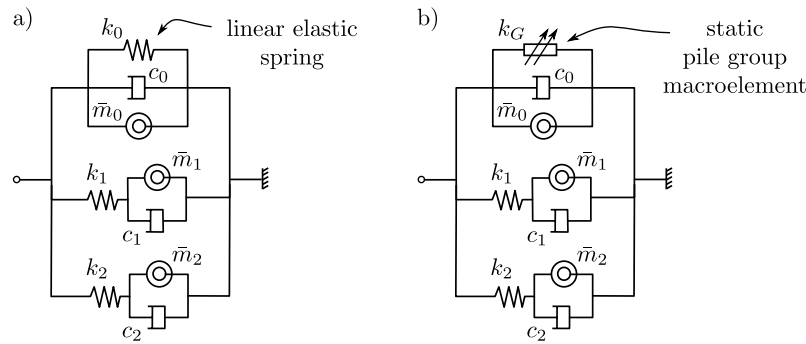 a)
k₀
linear elastic
spring
c₀
m̄₀
m̄₁
k₁
c₁
m̄₂
k₂
c₂
b)
k_G
static
pile group
macroelement
c₀
m̄₀
m̄₁
k₁
c₁
m̄₂
k₂
c₂